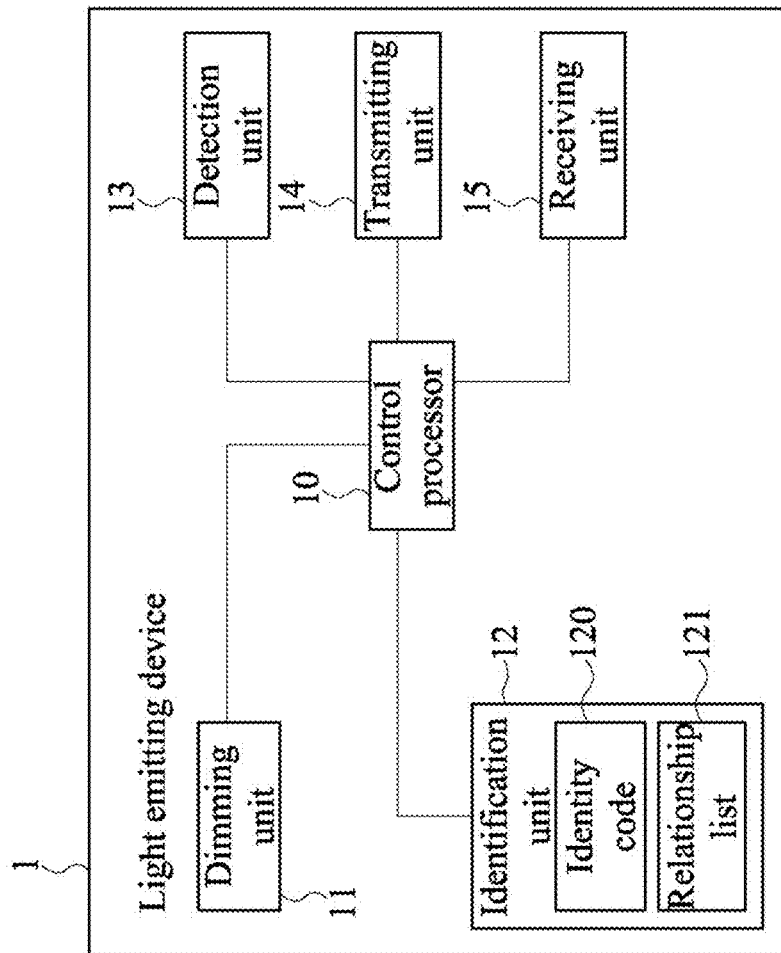 1
Light emitting device
Dimming
unit
11
10
Control
processor
13
Detection
unit
14
Transmitting
unit
15
Receiving
unit
Identification
unit
12
Identity
code
120
Relationship
list
121